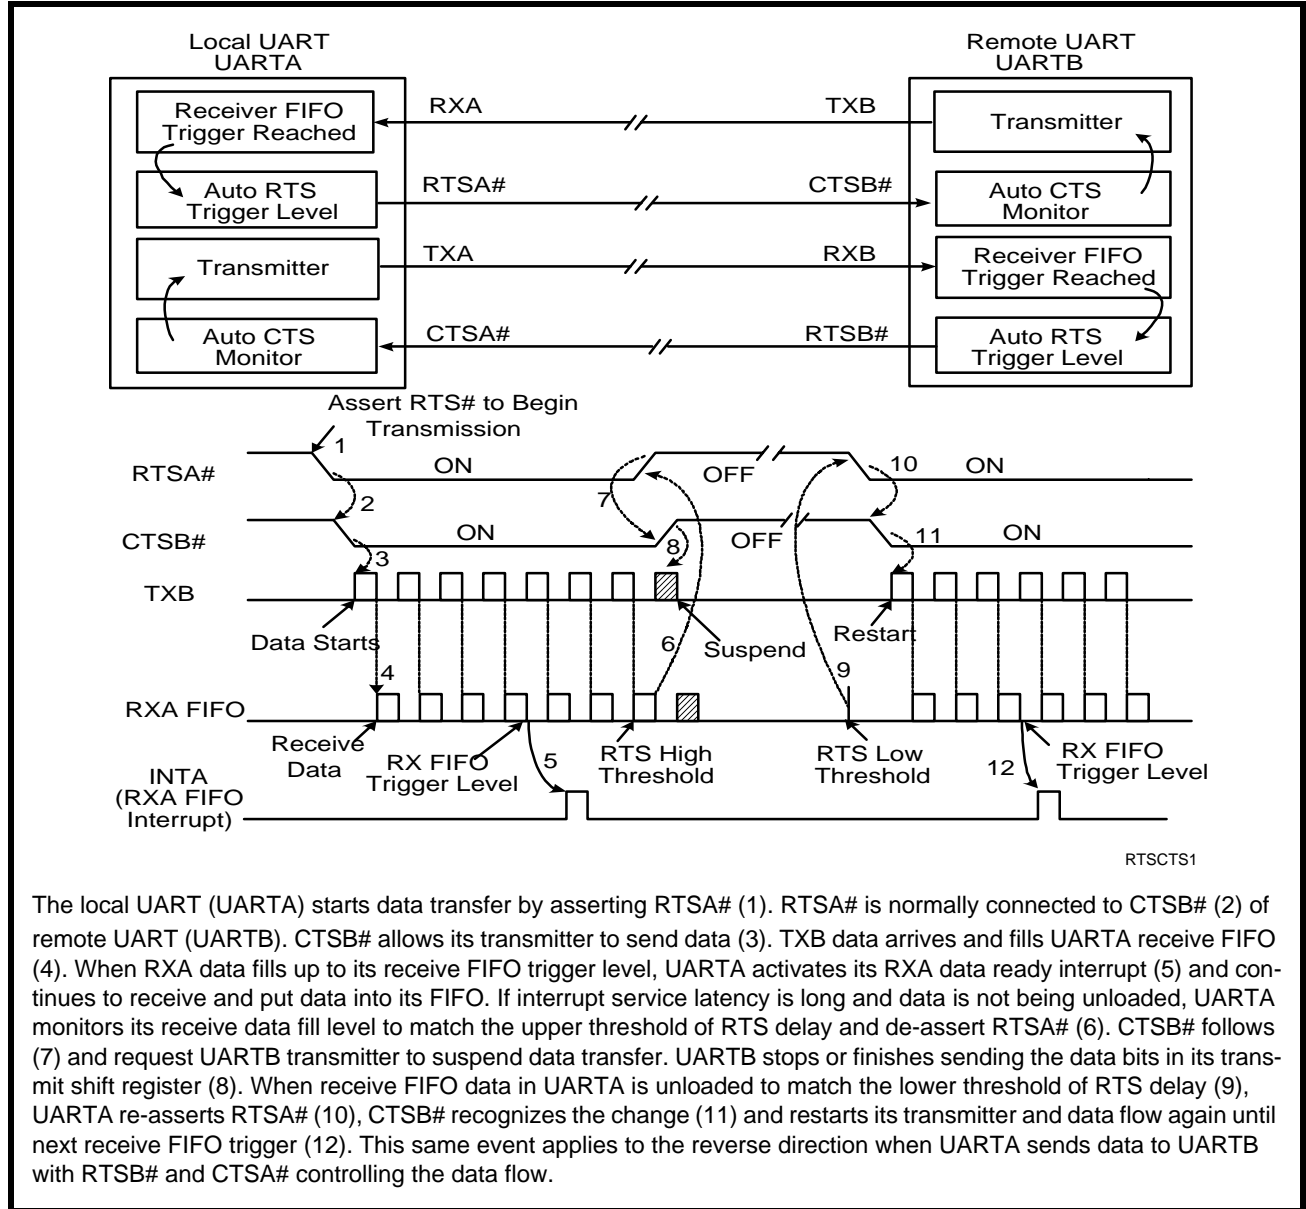 Local UART
UARTA
Remote UART
UARTB
Receiver FIFO
Trigger Reached
RXA
TXB
Transmitter
Auto RTS
Trigger Level
RTSA#
CTSB#
Auto CTS
Monitor
Transmitter
TXA
RXB
Receiver FIFO
Trigger Reached
Auto CTS
Monitor
CTSA#
RTSB#
Auto RTS
Trigger Level
Assert RTS# to Begin
Transmission
1
RTSA#
ON
OFF
10
ON
2
7
CTSB#
ON
8
OFF
11
ON
3
TXB
Data Starts
6
Suspend
Restart
4
9
RXA FIFO
Receive
Data
RX FIFO
Trigger Level
5
RTS High
Threshold
RTS Low
Threshold
12
RX FIFO
Trigger Level
INTA
(RXA FIFO
Interrupt)
RTSCTS1
The local UART (UARTA) starts data transfer by asserting RTSA# (1). RTSA# is normally connected to CTSB# (2) of
remote UART (UARTB). CTSB# allows its transmitter to send data (3). TXB data arrives and fills UARTA receive FIFO
(4). When RXA data fills up to its receive FIFO trigger level, UARTA activates its RXA data ready interrupt (5) and con-
tinues to receive and put data into its FIFO. If interrupt service latency is long and data is not being unloaded, UARTA
monitors its receive data fill level to match the upper threshold of RTS delay and de-assert RTSA# (6). CTSB# follows
(7) and request UARTB transmitter to suspend data transfer. UARTB stops or finishes sending the data bits in its trans-
mit shift register (8). When receive FIFO data in UARTA is unloaded to match the lower threshold of RTS delay (9),
UARTA re-asserts RTSA# (10), CTSB# recognizes the change (11) and restarts its transmitter and data flow again until
next receive FIFO trigger (12). This same event applies to the reverse direction when UARTA sends data to UARTB
with RTSB# and CTSA# controlling the data flow.